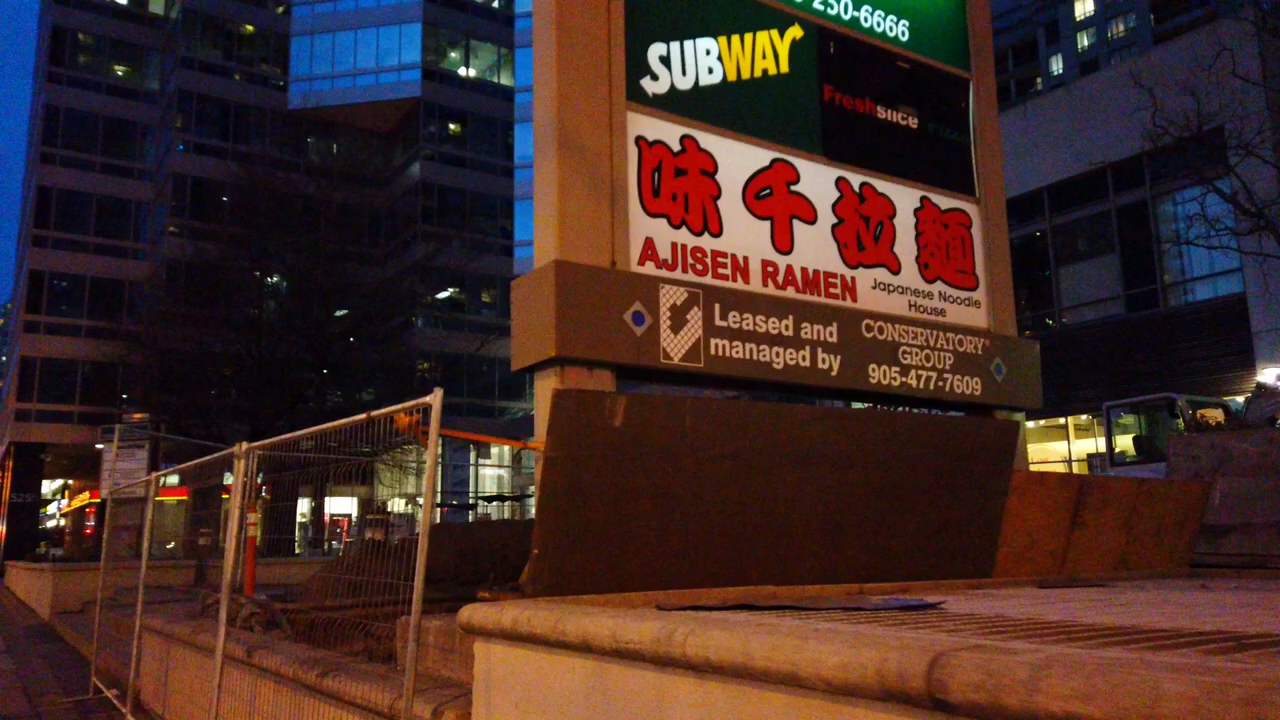 250-6666
SUBWAY
Freshslice
味千拉麵
AJISEN RAMEN
Japanese Noodle
House
Leased and
managed by
CONSERVATORY
GROUP
905-477-7609